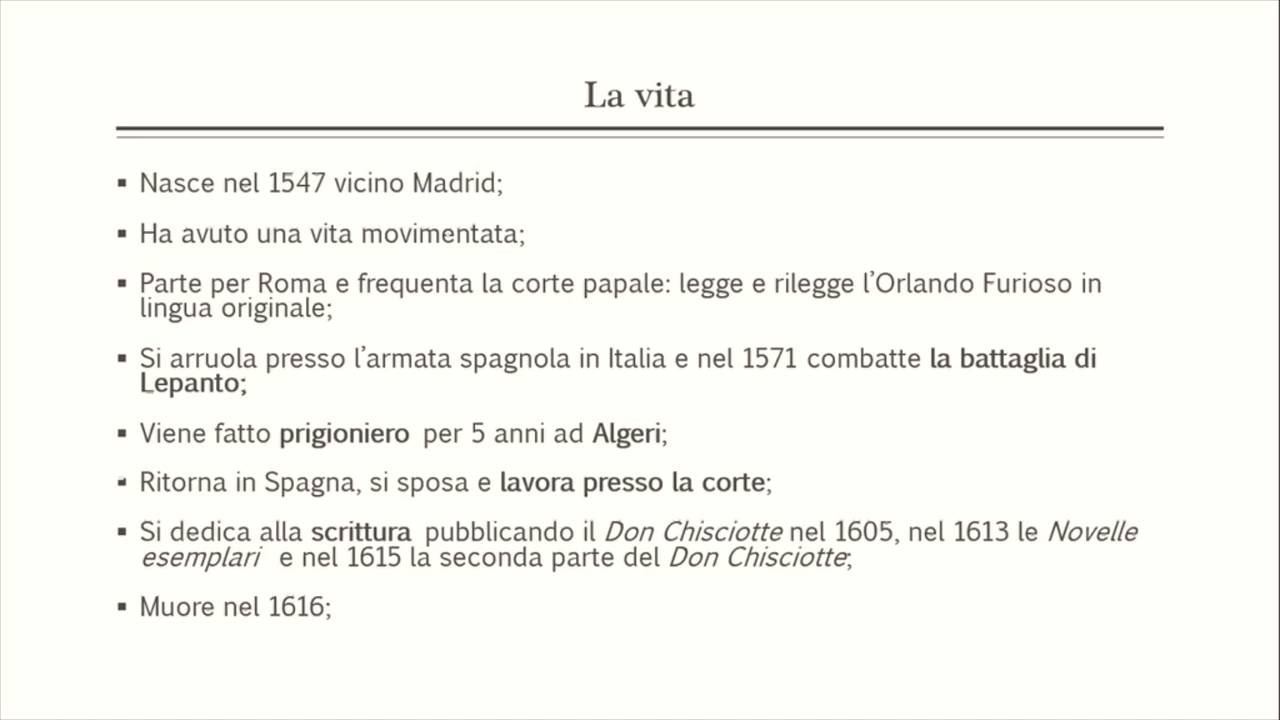 La vita
▪ Nasce nel 1547 vicino Madrid;
▪ Ha avuto una vita movimentata;
▪ Parte per Roma e frequenta la corte papale: legge e rilegge l’Orlando Furioso in
lingua originale;
▪ Si arruola presso l’armata spagnola in Italia e nel 1571 combatte la battaglia di
Lepanto;
▪ Viene fatto prigioniero per 5 anni ad Algeri;
▪ Ritorna in Spagna, si sposa e lavora presso la corte;
▪ Si dedica alla scrittura pubblicando il Don Chisciotte nel 1605, nel 1613 le Novelle
esemplari e nel 1615 la seconda parte del Don Chisciotte;
▪ Muore nel 1616;